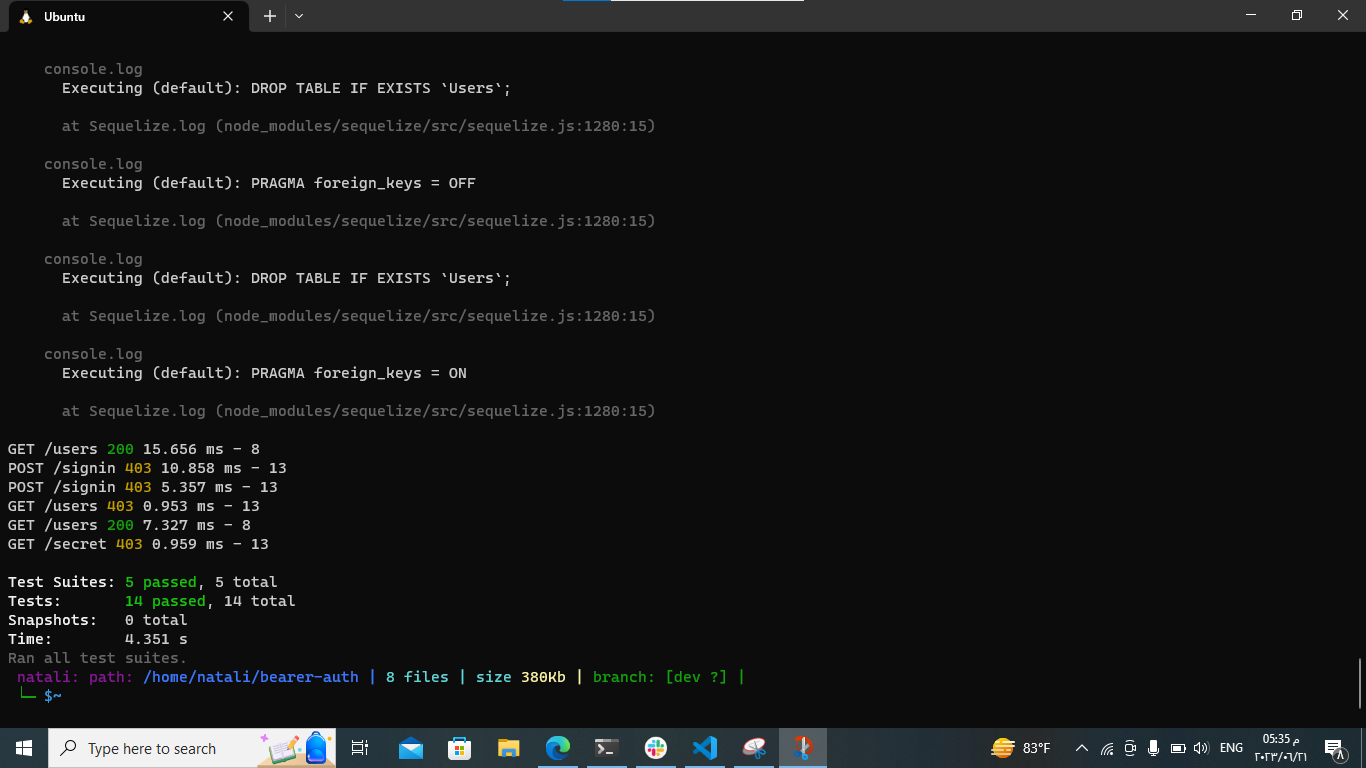 Ubuntu
console.log
Executing (default): DROP TABLE IF EXISTS `Users`;
at Sequelize.log (node_modules/sequelize/src/sequelize.js:1280:15)
console.log
Executing (default): PRAGMA foreign_keys = OFF
at Sequelize.log (node_modules/sequelize/src/sequelize.js:1280:15)
console.log
Executing (default): DROP TABLE IF EXISTS `Users`;
at Sequelize.log (node_modules/sequelize/src/sequelize.js:1280:15)
console.log
Executing (default): PRAGMA foreign_keys = ON
at Sequelize.log (node_modules/sequelize/src/sequelize.js:1280:15)
GET /users 200 15.656 ms - 8
POST /signin 403 10.858 ms - 13
POST /signin 403 5.357 ms - 13
GET /users 403 0.953 ms - 13
GET /users 200 7.327 ms - 8
GET /secret 403 0.959 ms - 13
Test Suites: 5 passed, 5 total
Tests: 14 passed, 14 total
Snapshots: 0 total
Time: 4.351 s
Ran all test suites.
natali: path: /home/natali/bearer-auth | 8 files | size 380Kb | branch: [dev ?] |
└─ $~
Type here to search
83°F
ENG
05:35 م
٢٠٢٣/٠٦/٢١